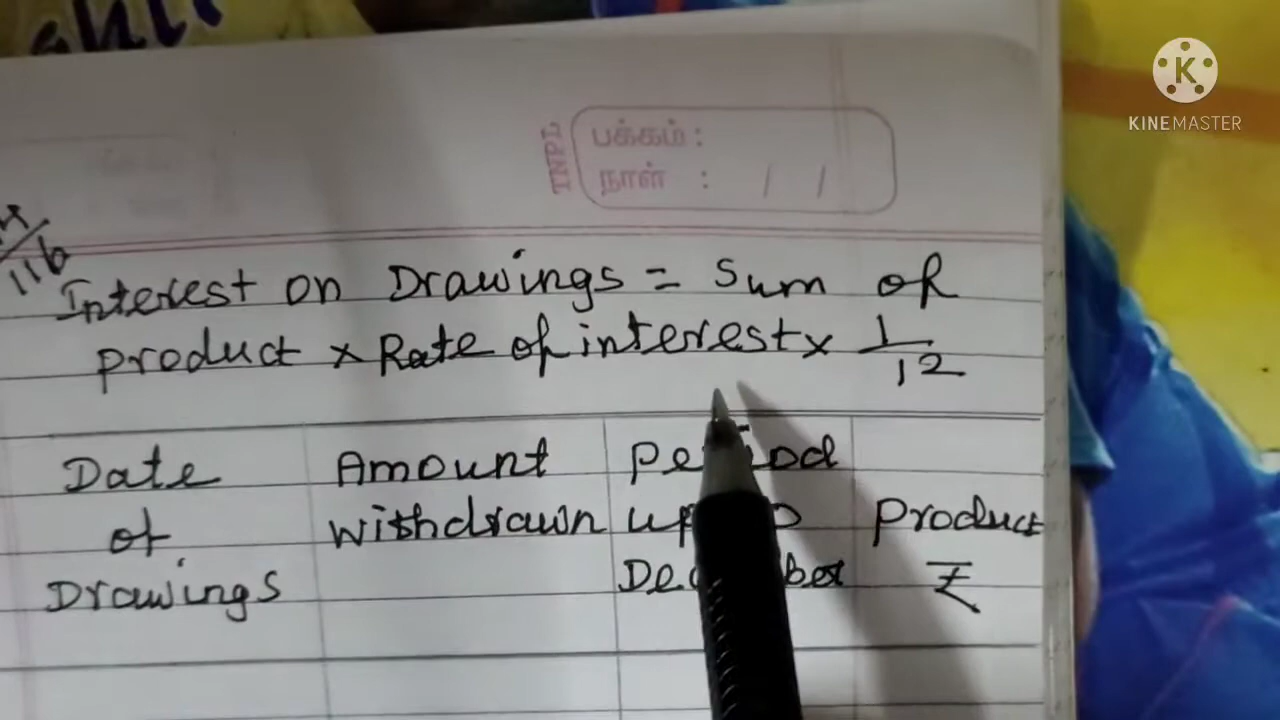 TNPL
பக்கம் :
நாள் : / /
Interest on Drawings = Sum of
product × Rate of interest × 1/12
Date of Drawings
Amount withdrawn
Product ₹
K
KINEMASTER